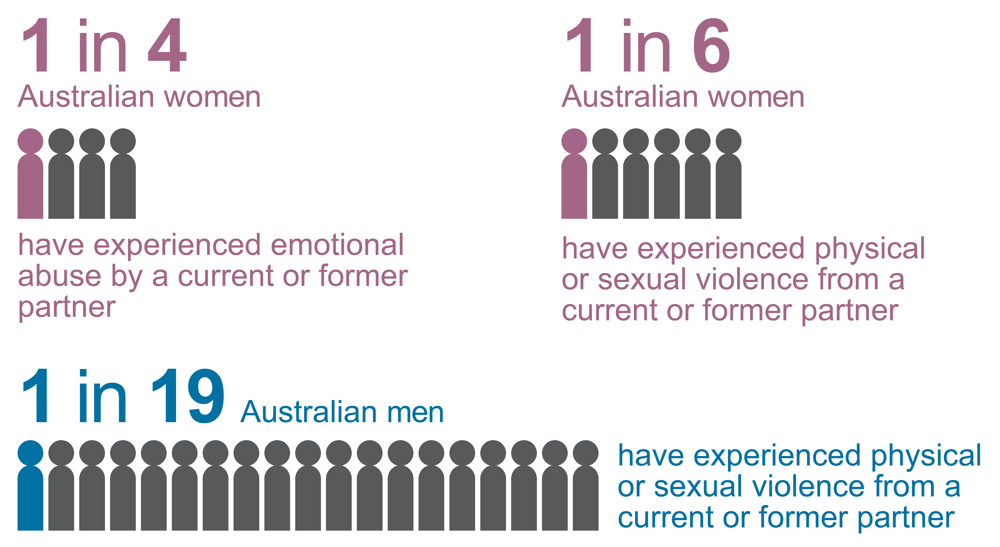 1 in 4
Australian women
have experienced emotional
abuse by a current or former
partner
1 in 6
Australian women
have experienced physical
or sexual violence from a
current or former partner
1 in 19 Australian men
have experienced physical
or sexual violence from a
current or former partner